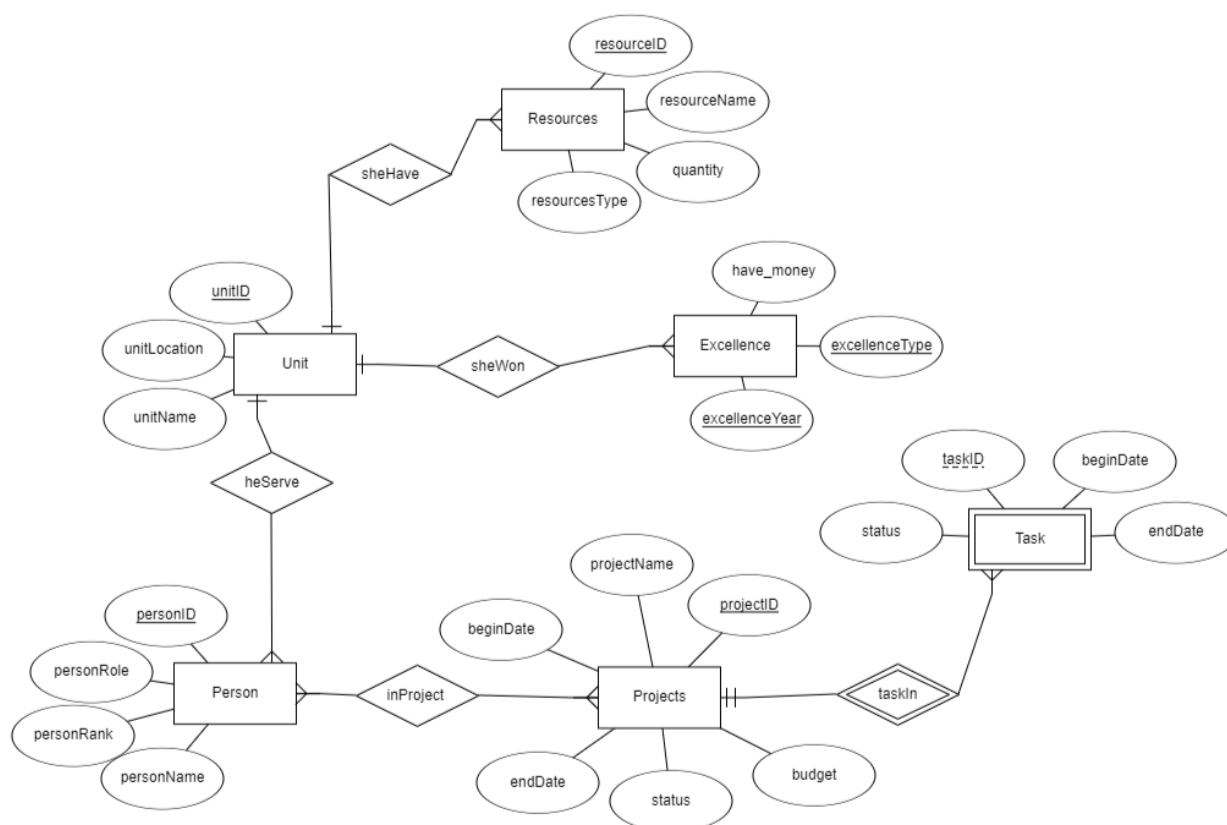 resourceID
resourceName
Resources
quantity
resourcesType
sheHave
have_money
unitID
unitLocation
Unit
unitName
sheWon
Excellence
excellenceType
excellenceYear
heServe
taskID
beginDate
status
Task
endDate
projectName
projectID
beginDate
personID
personRole
Person
personRank
personName
inProject
Projects
taskIn
endDate
status
budget